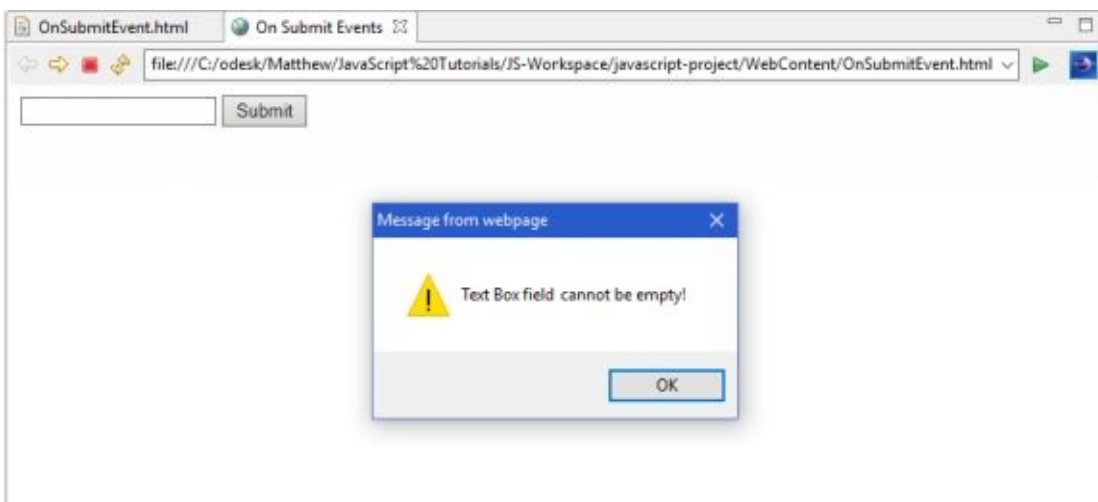 OnSubmitEvent.html
On Submit Events
file:///C:/odesk/Matthew/JavaScript%20Tutorials/JS-Workspace/javascript-project/WebContent/OnSubmitEvent.html
Submit
Message from webpage
Text Box field cannot be empty!
OK